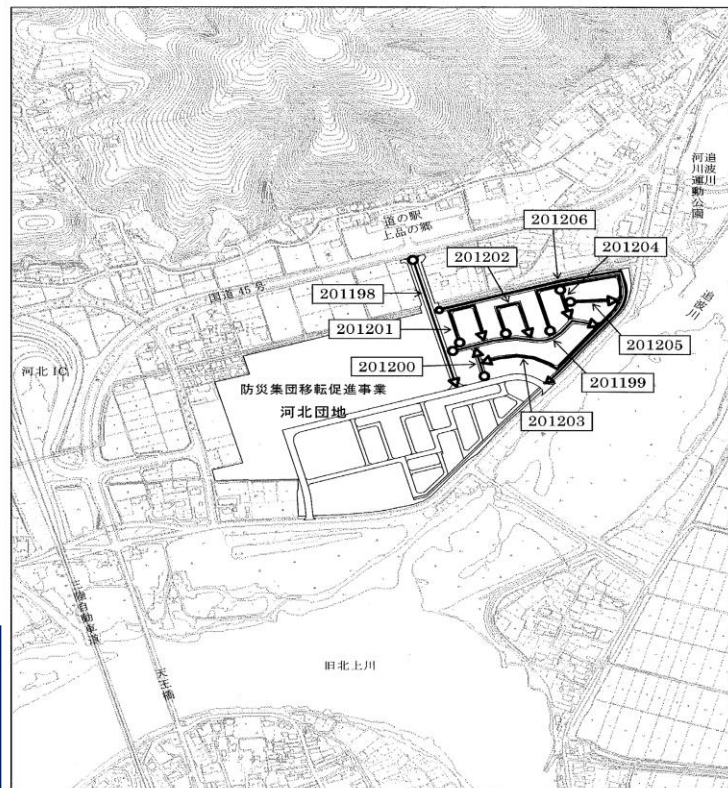 追波川
河川運動公園
道の駅
上品の郷
201206
201204
201202
国道45号
201198
追波川
201201
201205
河北IC
201200
201199
防災集団移転促進事業
河北団地
201203
三陸自動車道
天王橋
旧北上川